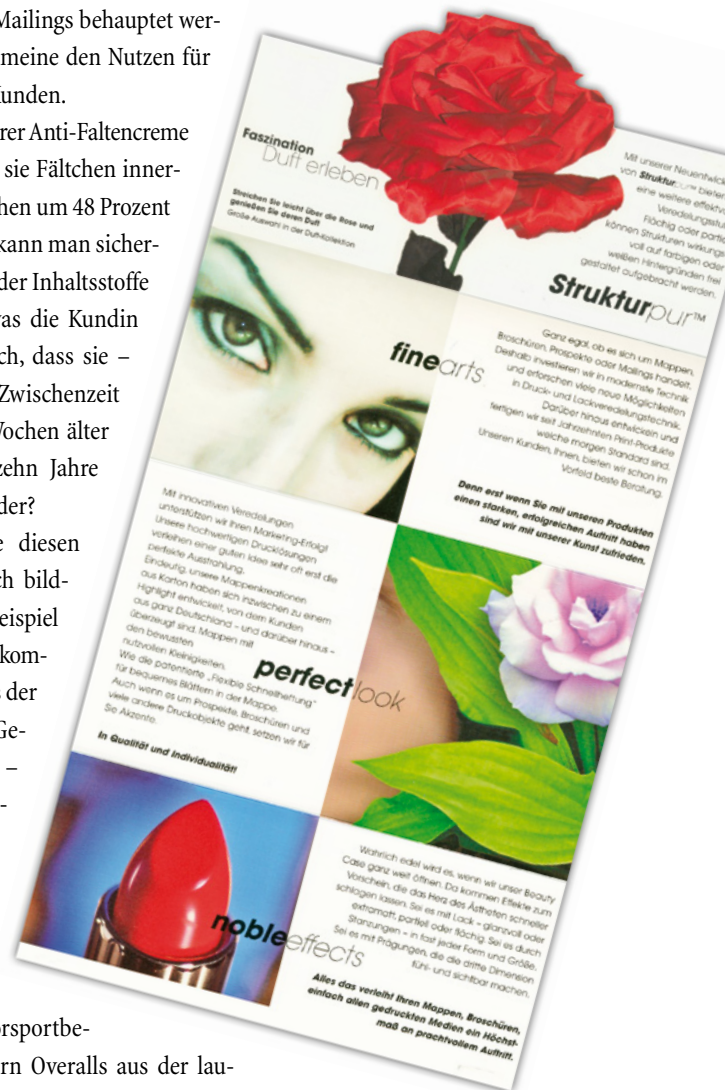 Mailings behauptet wer-
meine den Nutzen für
unden.
rer Anti-Faltencreme
sie Fältchen inner-
hen um 48 Prozent
kann man sicher-
der Inhaltsstoffe
vas die Kundin
ch, dass sie –
Zwischenzeit
Wochen älter
zehn Jahre
der?
e diesen
ch bild-
eispiel
kom-
s der
Ge-
–
-
orsportbe-
rn Overalls aus der lau-
Faszination
Duft erleben
Streichen Sie leicht über die Rose und
genießen Sie deren Duft
Große Auswahl in der Duft-Kollektion
Mit unserer Neuentwick
von Strukturpur™ bieten
eine weitere effekt
Veredelungsstu
Flächig oder partie
können Strukturen wirkungs
voll auf farbigen oder
weißen Hintergründen frei
gestaltet aufgebracht werden.
Strukturpur™
finearts
Ganz egal, ob es sich um Mappen,
Broschüren, Prospekte oder Mailings handelt.
Deshalb investieren wir in modernste Technik
und erforschen viele neue Möglichkeiten
in Druck- und Lackveredelungstechnik.
Darüber hinaus entwickeln und
fertigen wir seit Jahrzehnten Print-Produkte
welche morgen Standard sind.
Unseren Kunden, Ihnen, bieten wir schon im
Vorfeld beste Beratung.
Denn erst wenn Sie mit unseren Produkten
einen starken, erfolgreichen Auftritt haben
sind wir mit unserer Kunst zufrieden.
Mit innovativen Veredelungen
unterstützen wir Ihren Marketing-Erfolg!
Unsere hochwertigen Drucklösungen
verleihen einer guten Idee sehr oft erst die
perfekte Ausstrahlung.
Eindeutig, unsere Mappenkreationen
aus Karton haben sich inzwischen zu einem
Highlight entwickelt, von dem Kunden
aus ganz Deutschland – und darüber hinaus –
überzeugt sind. Mappen mit
den bewussten
nutzvollen Kleinigkeiten.
Wie die patentierte „Flexible Schnellheftung“
für bequemes Blättern in der Mappe.
Auch wenn es um Prospekte, Broschüren und
viele andere Druckobjekte geht, setzen wir für
Sie Akzente.
In Qualität und Individualität!
perfectlook
Wahrlich edel wird es, wenn wir unser Beauty
Case ganz weit öffnen. Da kommen Effekte zum
Vorschein, die das Herz des Ästheten schneller
schlagen lassen. Sei es mit Lack – glanzvoll oder
extramatt, partiell oder flächig. Sei es durch
Stanzungen – in fast jeder Form und Größe.
Sei es mit Prägungen, die die dritte Dimension
fühl- und sichtbar machen.
nobleeffects
Alles das verleiht Ihren Mappen, Broschüren,
einfach allen gedruckten Medien ein Höchst-
maß an prachtvollem Auftritt.